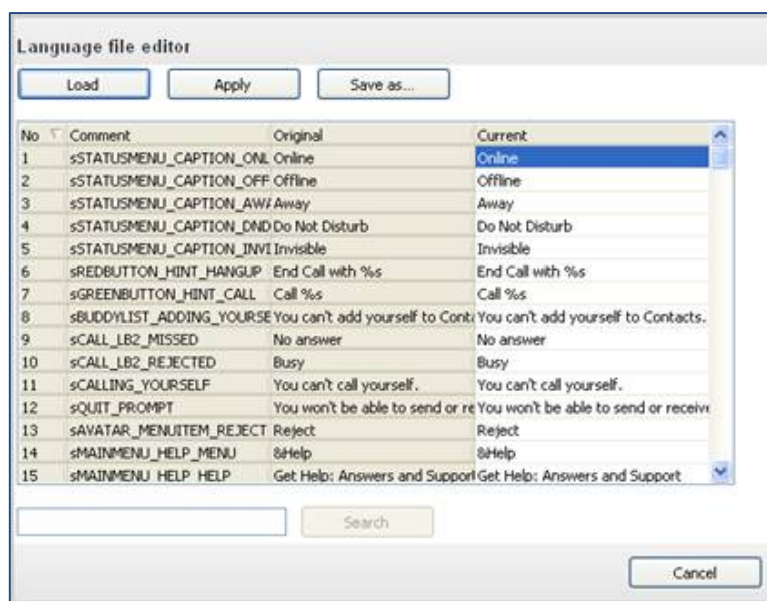 Language file editor
Load Apply Save as...
No Comment Original Current
1 sSTATUSMENU_CAPTION_ONL Online Online
2 sSTATUSMENU_CAPTION_OFF Offline Offline
3 sSTATUSMENU_CAPTION_AWA Away Away
4 sSTATUSMENU_CAPTION_DND Do Not Disturb Do Not Disturb
5 sSTATUSMENU_CAPTION_INVI Invisible Invisible
6 sREDBUTTON_HINT_HANGUP End Call with %s End Call with %s
7 sGREENBUTTON_HINT_CALL Call %s Call %s
8 sBUDDYLIST_ADDING_YOURSE You can't add yourself to Conta You can't add yourself to Contacts.
9 sCALL_LB2_MISSED No answer No answer
10 sCALL_LB2_REJECTED Busy Busy
11 sCALLING_YOURSELF You can't call yourself. You can't call yourself.
12 sQUIT_PROMPT You won't be able to send or re You won't be able to send or receive
13 sAVATAR_MENUITEM_REJECT Reject Reject
14 sMAINMENU_HELP_MENU &Help &Help
15 sMAINMENU_HELP_HELP Get Help: Answers and Support Get Help: Answers and Support
Search
Cancel